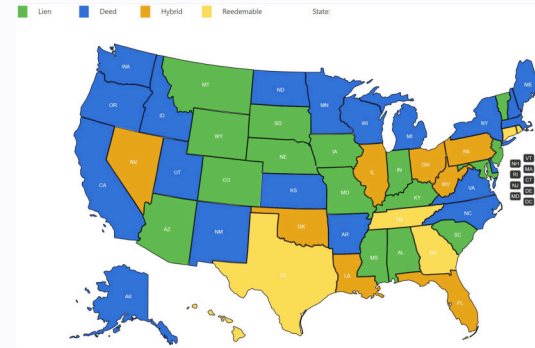 Lien Deed Hybrid Reedemable State:
WA
MT ND MN ME
OR ID SD WI MI NY
WY
NE IA PA
NV OH
UT CO IL IN WV VA
CA KS MO KY
NC
AZ NM OK AR TN SC
MS AL GA
TX LA
FL
AK
VT
NH MA
RI CT
NJ DE
MD DC